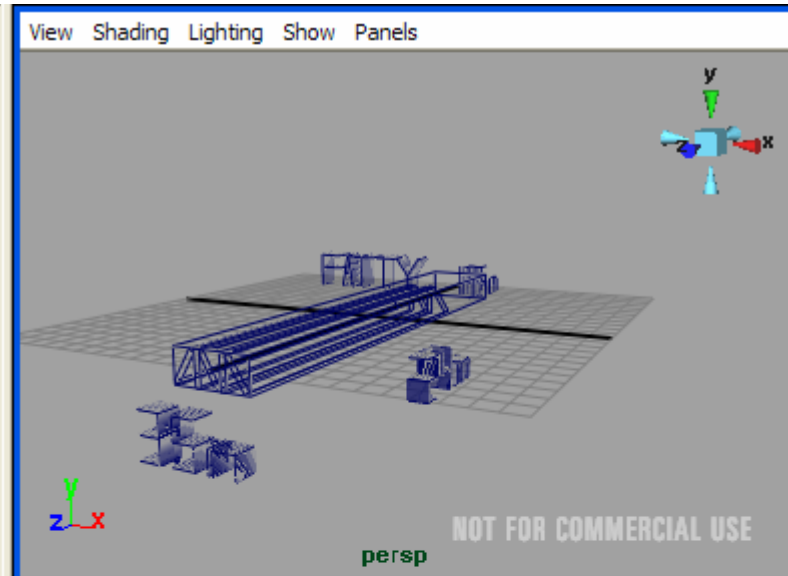 View Shading Lighting Show Panels
y
z x
y
z x
NOT FOR COMMERCIAL USE
persp